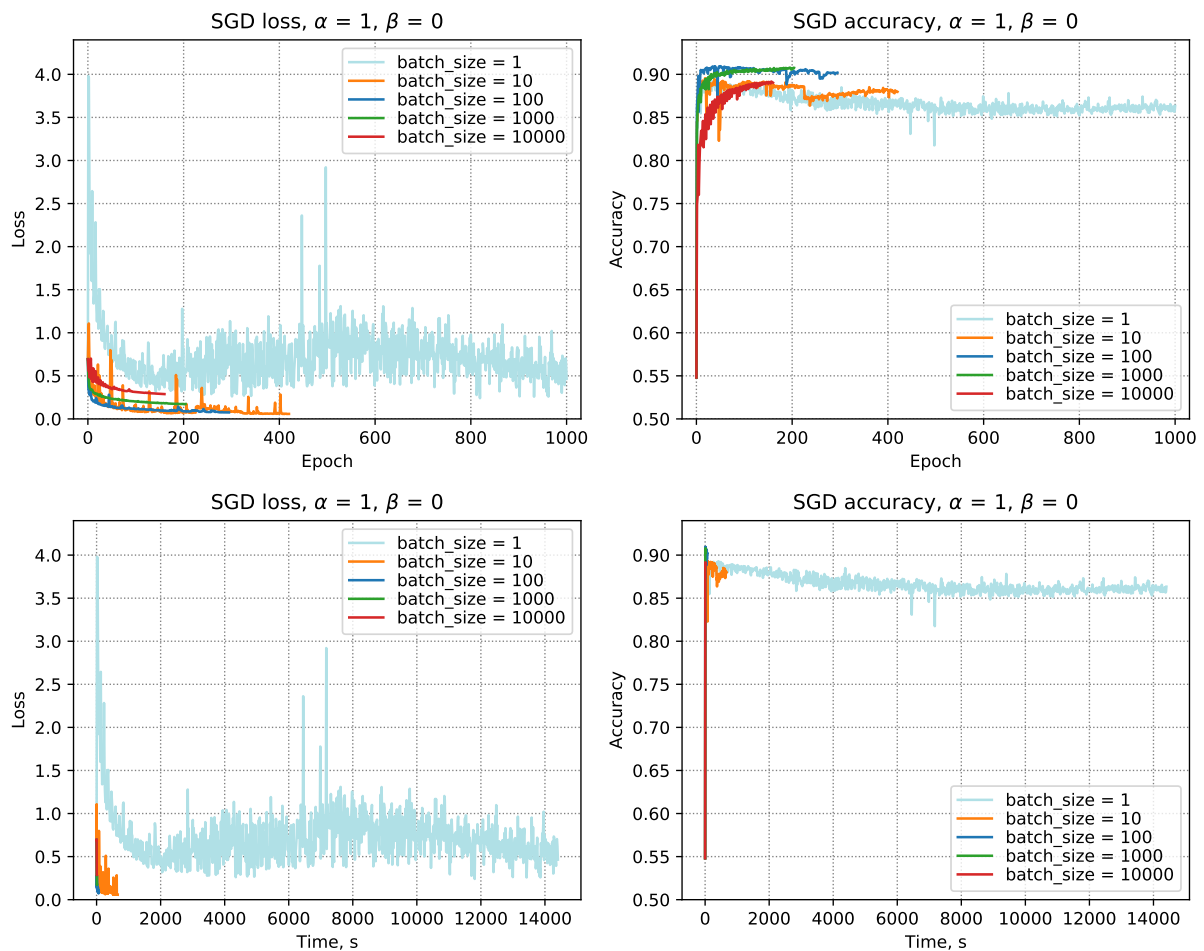 SGD loss, α = 1, β = 0
4.0
3.5
3.0
2.5
2.0
1.5
1.0
0.5
0.0
Loss
0 200 400 600 800 1000
Epoch
batch_size = 1
batch_size = 10
batch_size = 100
batch_size = 1000
batch_size = 10000
SGD accuracy, α = 1, β = 0
0.90
0.85
0.80
0.75
0.70
0.65
0.60
0.55
0.50
Accuracy
0 200 400 600 800 1000
Epoch
batch_size = 1
batch_size = 10
batch_size = 100
batch_size = 1000
batch_size = 10000
SGD loss, α = 1, β = 0
4.0
3.5
3.0
2.5
2.0
1.5
1.0
0.5
0.0
Loss
0 2000 4000 6000 8000 10000 12000 14000
Time, s
batch_size = 1
batch_size = 10
batch_size = 100
batch_size = 1000
batch_size = 10000
SGD accuracy, α = 1, β = 0
0.90
0.85
0.80
0.75
0.70
0.65
0.60
0.55
0.50
Accuracy
0 2000 4000 6000 8000 10000 12000 14000
Time, s
batch_size = 1
batch_size = 10
batch_size = 100
batch_size = 1000
batch_size = 10000